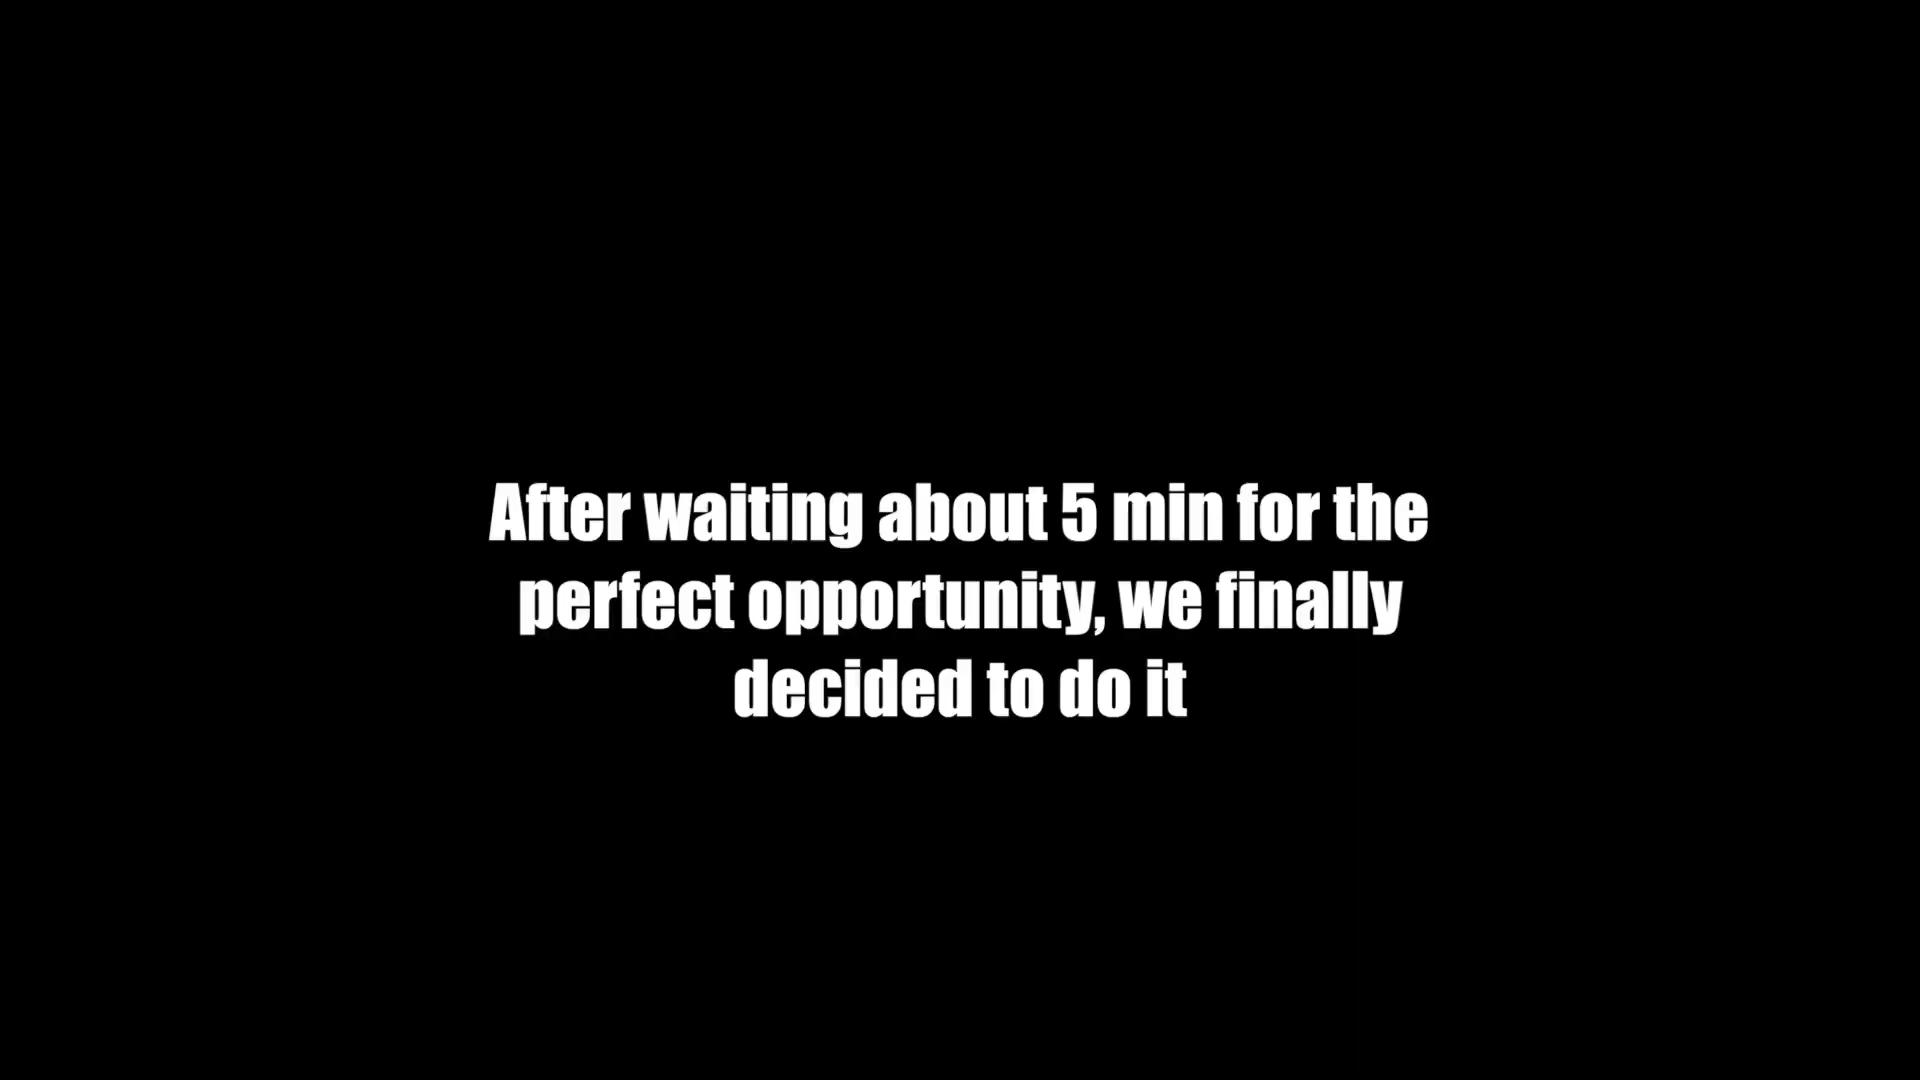 After waiting about 5 min for the
perfect opportunity, we finally
decided to do it